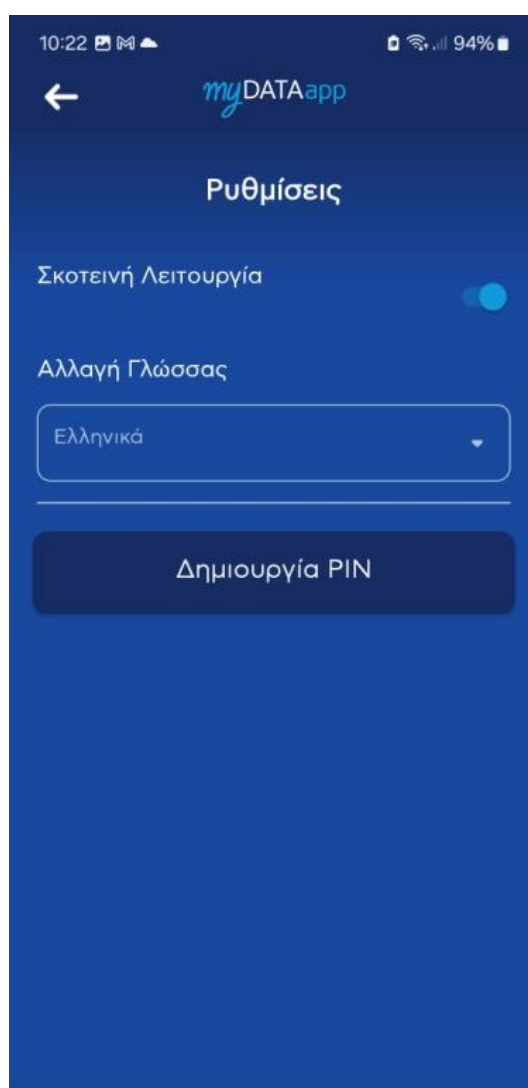 10:22 94%
myDATAapp
Ρυθμίσεις
Σκοτεινή Λειτουργία
Αλλαγή Γλώσσας
Ελληνικά
Δημιουργία PIN